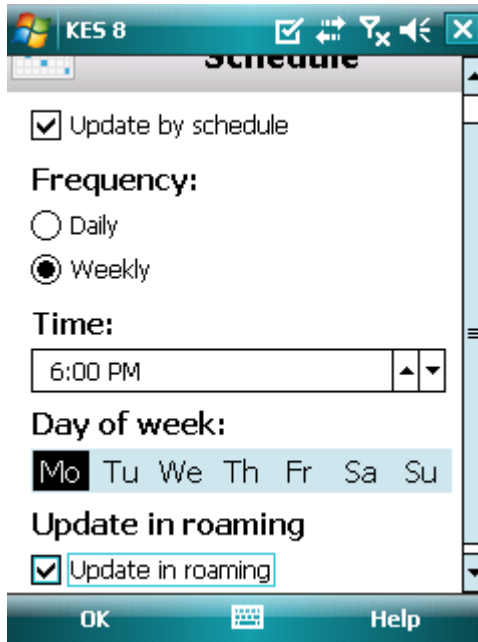 KES 8
Schedule
Update by schedule
Frequency:
Daily
Weekly
Time:
6:00 PM
Day of week:
Mo Tu We Th Fr Sa Su
Update in roaming
Update in roaming
OK Help